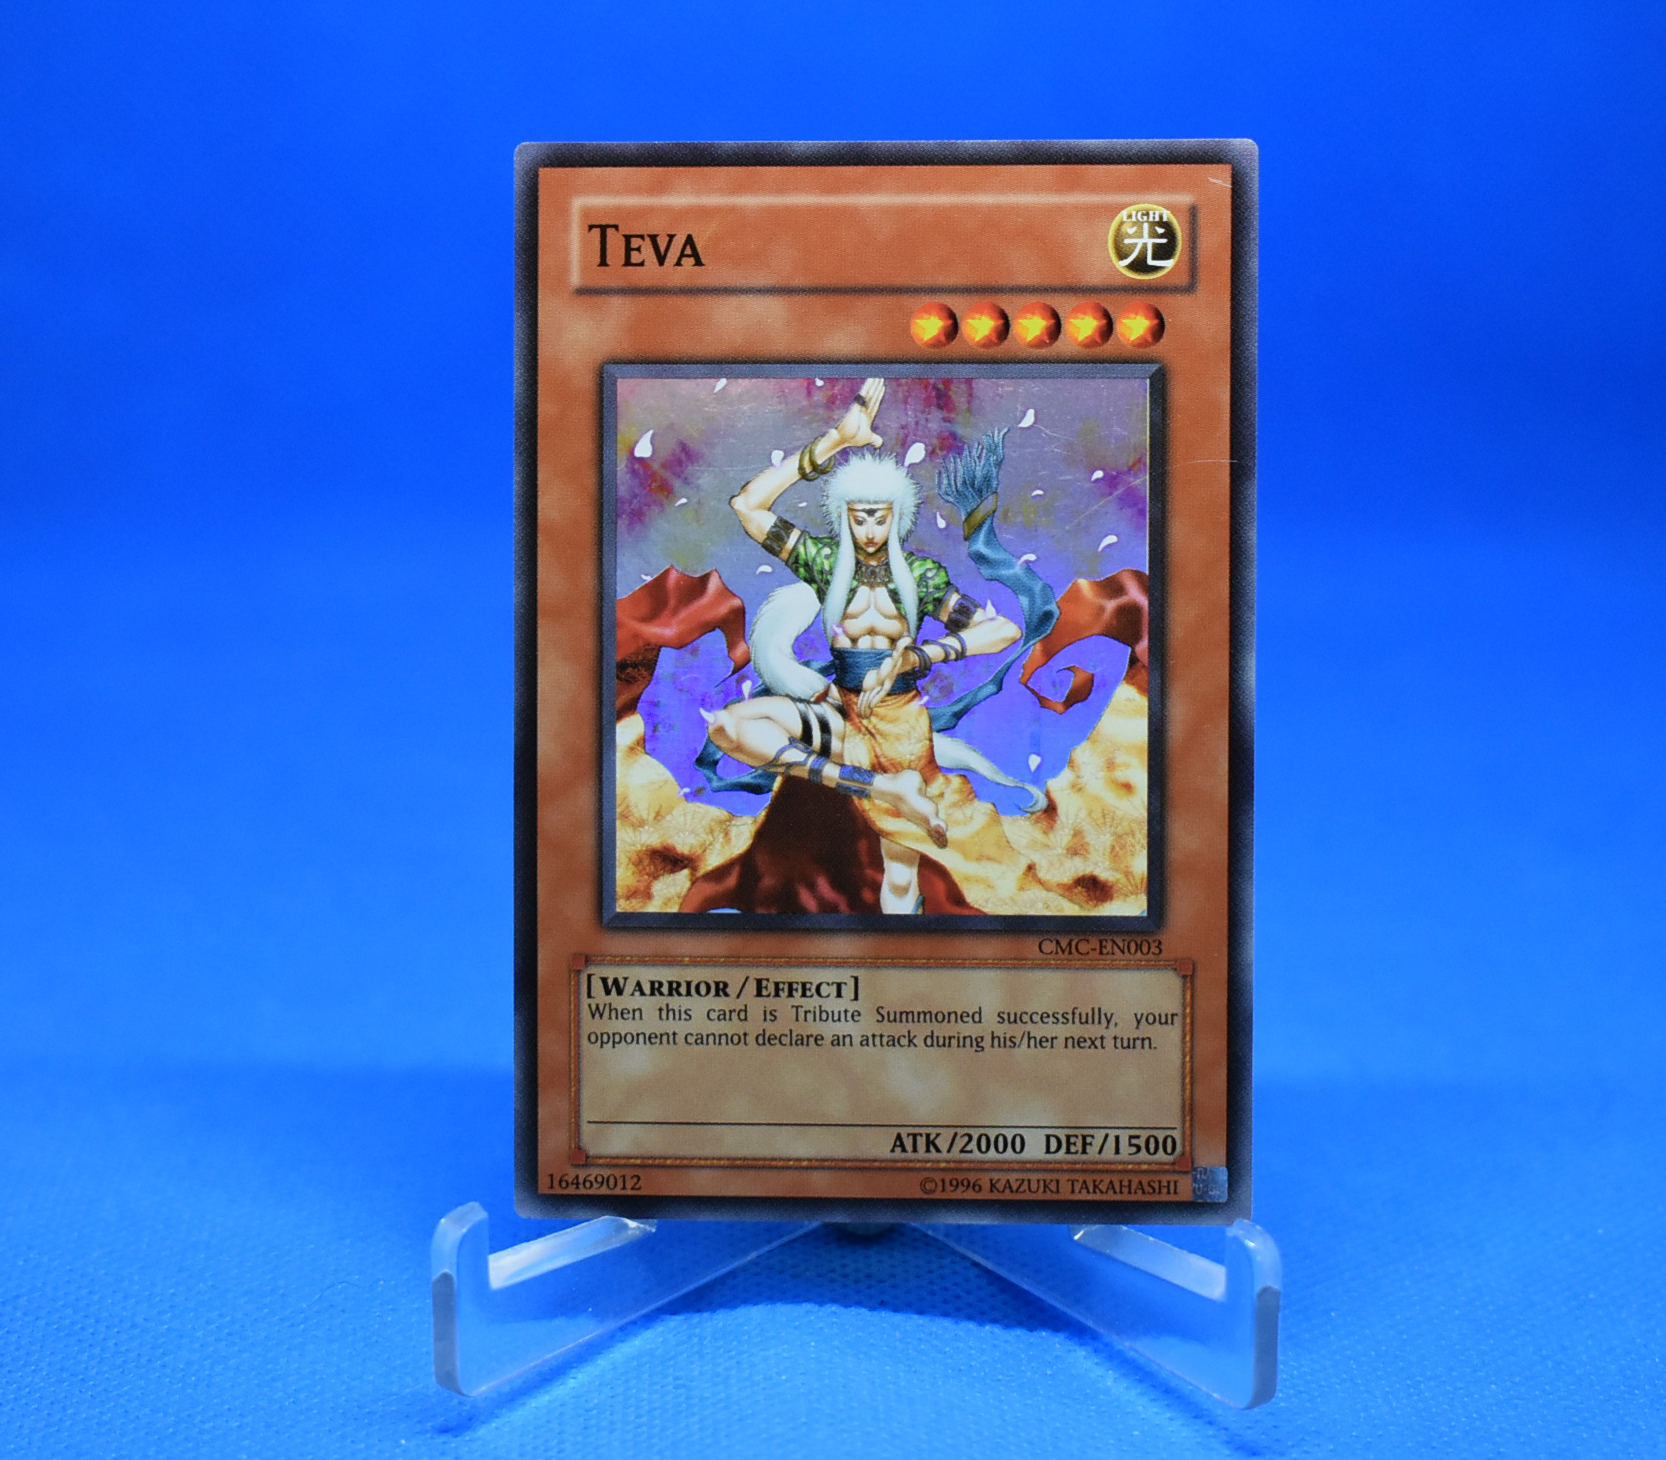 TEVA
LIGHT
光
CMC-EN003
[WARRIOR/EFFECT]
When this card is Tribute Summoned successfully, your
opponent cannot declare an attack during his/her next turn.
ATK/2000 DEF/1500
16469012
©1996 KAZUKI TAKAHASHI